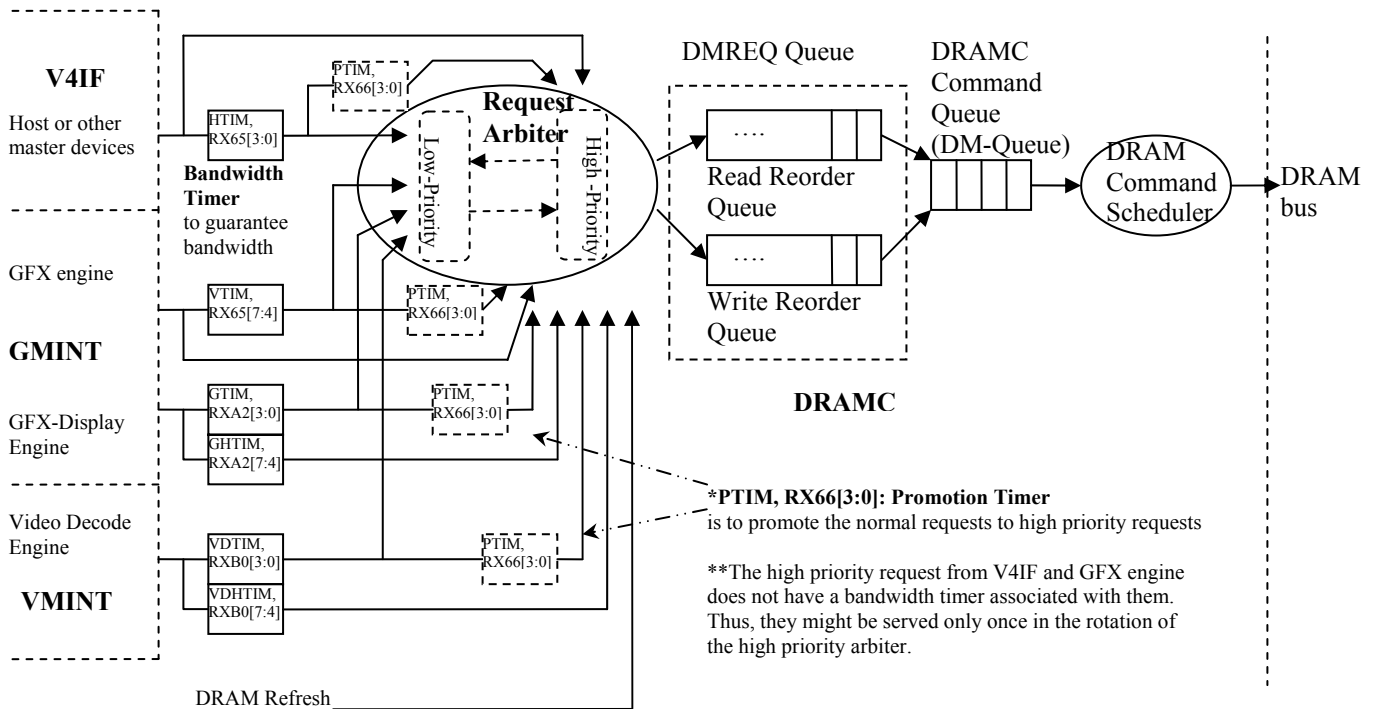 V4IF
Host or other
master devices
HTIM,
RX65[3:0]
Bandwidth
Timer
to guarantee
bandwidth
PTIM,
RX66[3:0]
Request
Arbiter
Low-Priority
High -Priority
GFX engine
GMINT
VTIM,
RX65[7:4]
PTIM,
RX66[3:0]
GFX-Display
Engine
GTIM,
RXA2[3:0]
GHTIM,
RXA2[7:4]
PTIM,
RX66[3:0]
Video Decode
Engine
VMINT
VDTIM,
RXB0[3:0]
VDHTIM,
RXB0[7:4]
PTIM,
RX66[3:0]
DRAM Refresh
DMREQ Queue
....
Read Reorder
Queue
....
Write Reorder
Queue
DRAMC
DRAMC
Command
Queue
(DM-Queue)
DRAM
Command
Scheduler
DRAM
bus
*PTIM, RX66[3:0]: Promotion Timer
is to promote the normal requests to high priority requests
**The high priority request from V4IF and GFX engine
does not have a bandwidth timer associated with them.
Thus, they might be served only once in the rotation of
the high priority arbiter.